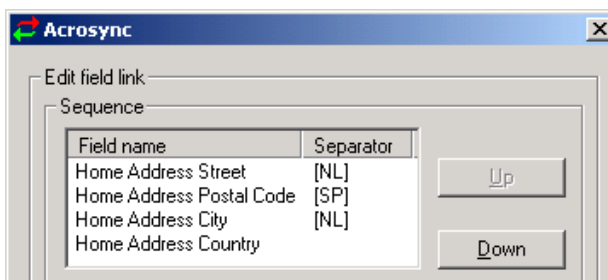 Acrosync
Edit field link
Sequence
Field name Separator
Home Address Street [NL]
Home Address Postal Code [SP]
Home Address City [NL]
Home Address Country
Up
Down